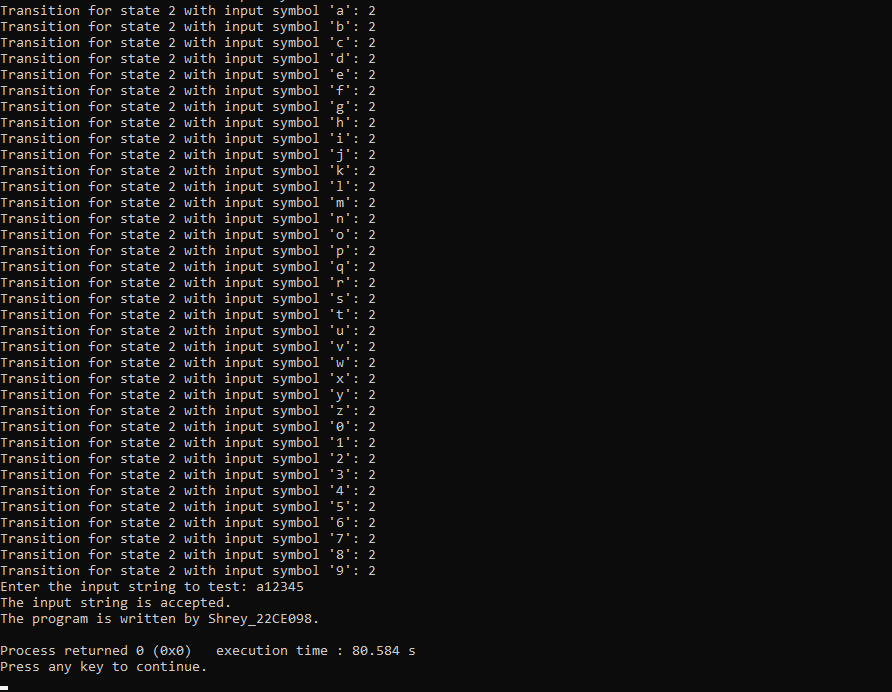 Transition for state 2 with input symbol 'a': 2
Transition for state 2 with input symbol 'b': 2
Transition for state 2 with input symbol 'c': 2
Transition for state 2 with input symbol 'd': 2
Transition for state 2 with input symbol 'e': 2
Transition for state 2 with input symbol 'f': 2
Transition for state 2 with input symbol 'g': 2
Transition for state 2 with input symbol 'h': 2
Transition for state 2 with input symbol 'i': 2
Transition for state 2 with input symbol 'j': 2
Transition for state 2 with input symbol 'k': 2
Transition for state 2 with input symbol 'l': 2
Transition for state 2 with input symbol 'm': 2
Transition for state 2 with input symbol 'n': 2
Transition for state 2 with input symbol 'o': 2
Transition for state 2 with input symbol 'p': 2
Transition for state 2 with input symbol 'q': 2
Transition for state 2 with input symbol 'r': 2
Transition for state 2 with input symbol 's': 2
Transition for state 2 with input symbol 't': 2
Transition for state 2 with input symbol 'u': 2
Transition for state 2 with input symbol 'v': 2
Transition for state 2 with input symbol 'w': 2
Transition for state 2 with input symbol 'x': 2
Transition for state 2 with input symbol 'y': 2
Transition for state 2 with input symbol 'z': 2
Transition for state 2 with input symbol '0': 2
Transition for state 2 with input symbol '1': 2
Transition for state 2 with input symbol '2': 2
Transition for state 2 with input symbol '3': 2
Transition for state 2 with input symbol '4': 2
Transition for state 2 with input symbol '5': 2
Transition for state 2 with input symbol '6': 2
Transition for state 2 with input symbol '7': 2
Transition for state 2 with input symbol '8': 2
Transition for state 2 with input symbol '9': 2
Enter the input string to test: a12345
The input string is accepted.
The program is written by Shrey_22CE098.
Process returned 0 (0x0)   execution time : 80.584 s
Press any key to continue.